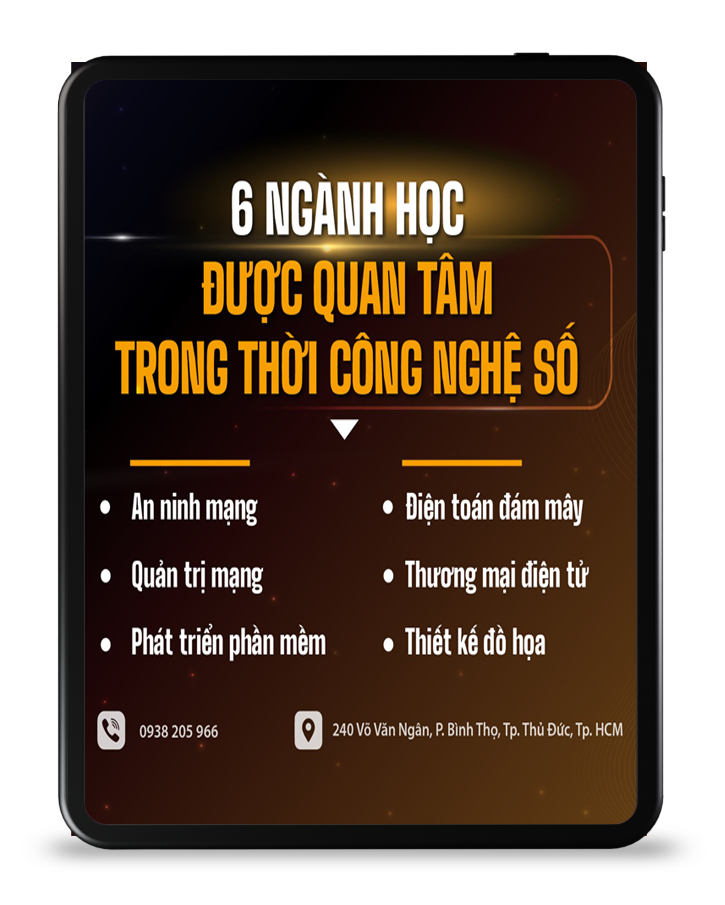 6 NGÀNH HỌC
ĐƯỢC QUAN TÂM
TRONG THỜI CÔNG NGHỆ SỐ
An ninh mạng
Quản trị mạng
Phát triển phần mềm
Điện toán đám mây
Thương mại điện tử
Thiết kế đồ họa
0938 205 966
240 Võ Văn Ngân, P. Bình Thọ, Tp. Thủ Đức, Tp. HCM